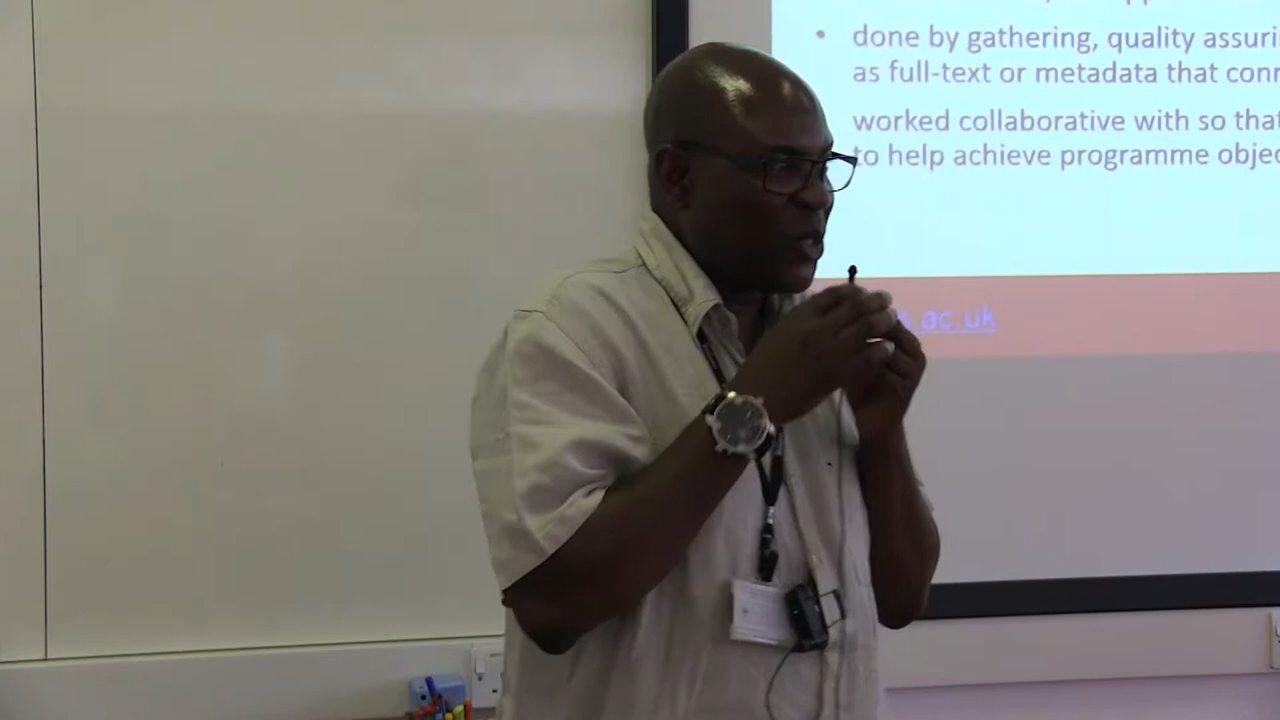 done by gathering, quality assuri
as full-text or metadata that conn
worked collaborative with so that
to help achieve programme objec
ac.uk